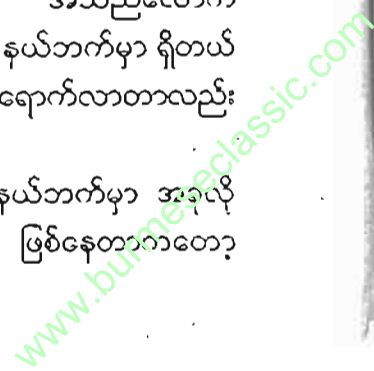 နယ်ဘက်မှာ ရှိတယ်
ရောက်လာတာလည်း
နယ်ဘက်မှာ အခုလို
ဖြစ်နေတာကတော့
www.burmeseclassic.com